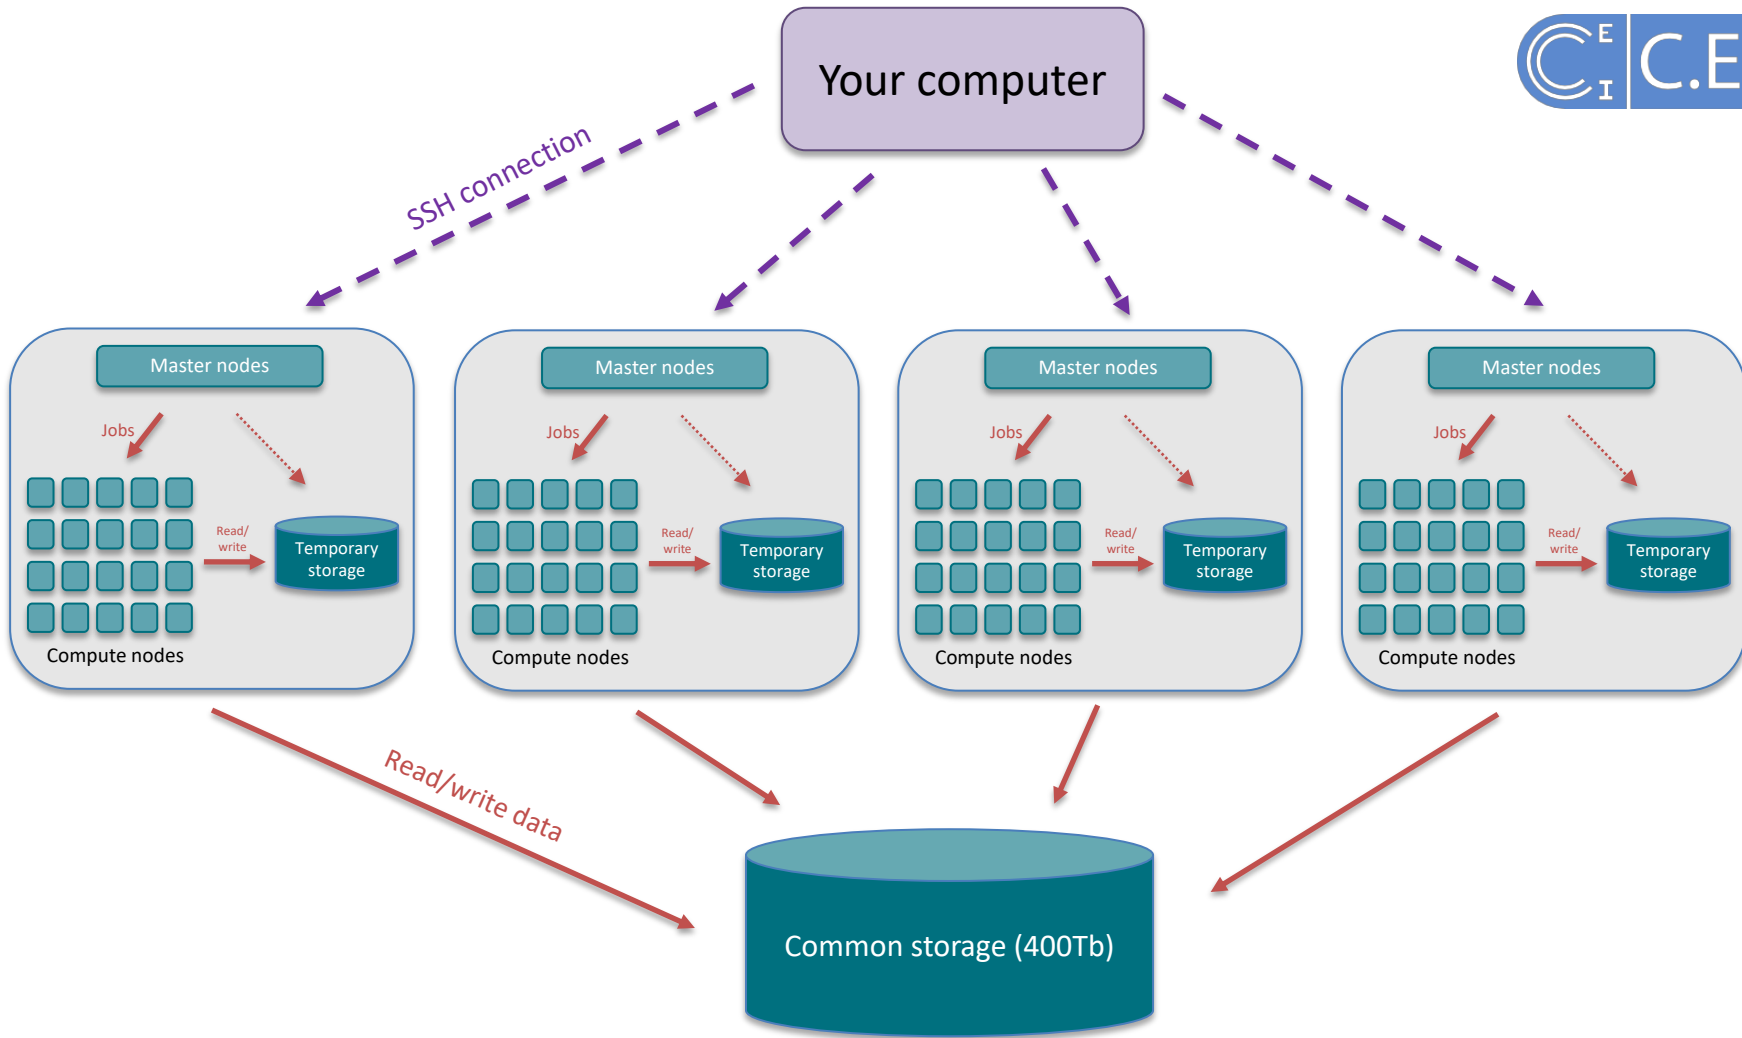 Your computer
C
E
C
I
C.E
SSH connection
Master nodes
Jobs
Read/
write
Temporary
storage
Compute nodes
Master nodes
Jobs
Read/
write
Temporary
storage
Compute nodes
Master nodes
Jobs
Read/
write
Temporary
storage
Compute nodes
Master nodes
Jobs
Read/
write
Temporary
storage
Compute nodes
Read/write data
Common storage (400Tb)